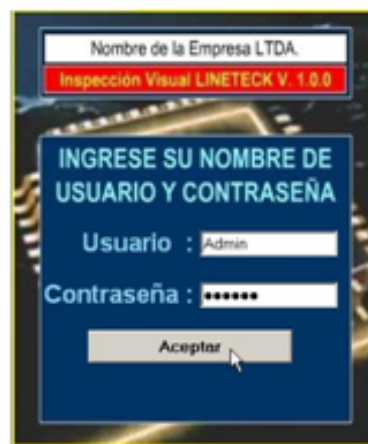 Nombre de la Empresa LTDA.
Inspección Visual LINETECK V. 1.0.0
INGRESE SU NOMBRE DE
USUARIO Y CONTRASEÑA
Usuario : Admin
Contraseña : ●●●●●●
Aceptar